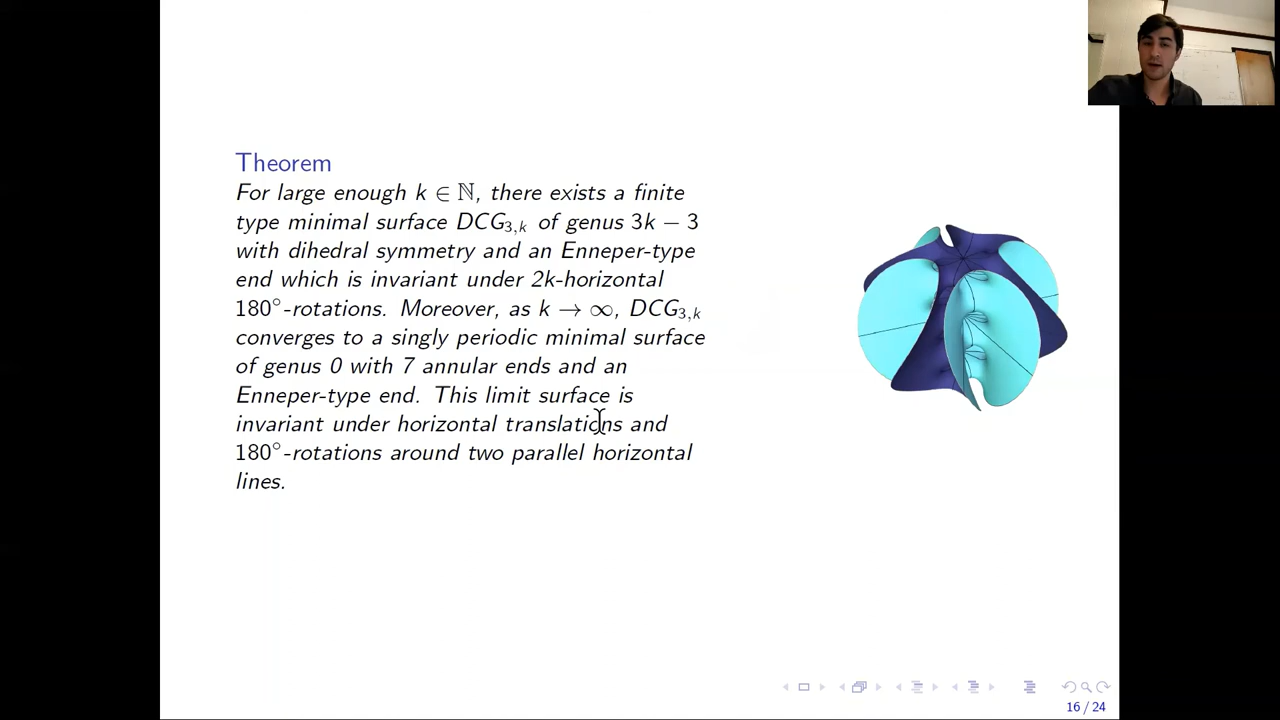 Theorem
For large enough k ∈ ℕ, there exists a finite
type minimal surface DCG₃,ₖ of genus 3k − 3
with dihedral symmetry and an Enneper-type
end which is invariant under 2k-horizontal
180°-rotations. Moreover, as k → ∞, DCG₃,ₖ
converges to a singly periodic minimal surface
of genus 0 with 7 annular ends and an
Enneper-type end. This limit surface is
invariant under horizontal translations and
180°-rotations around two parallel horizontal
lines.
16 / 24